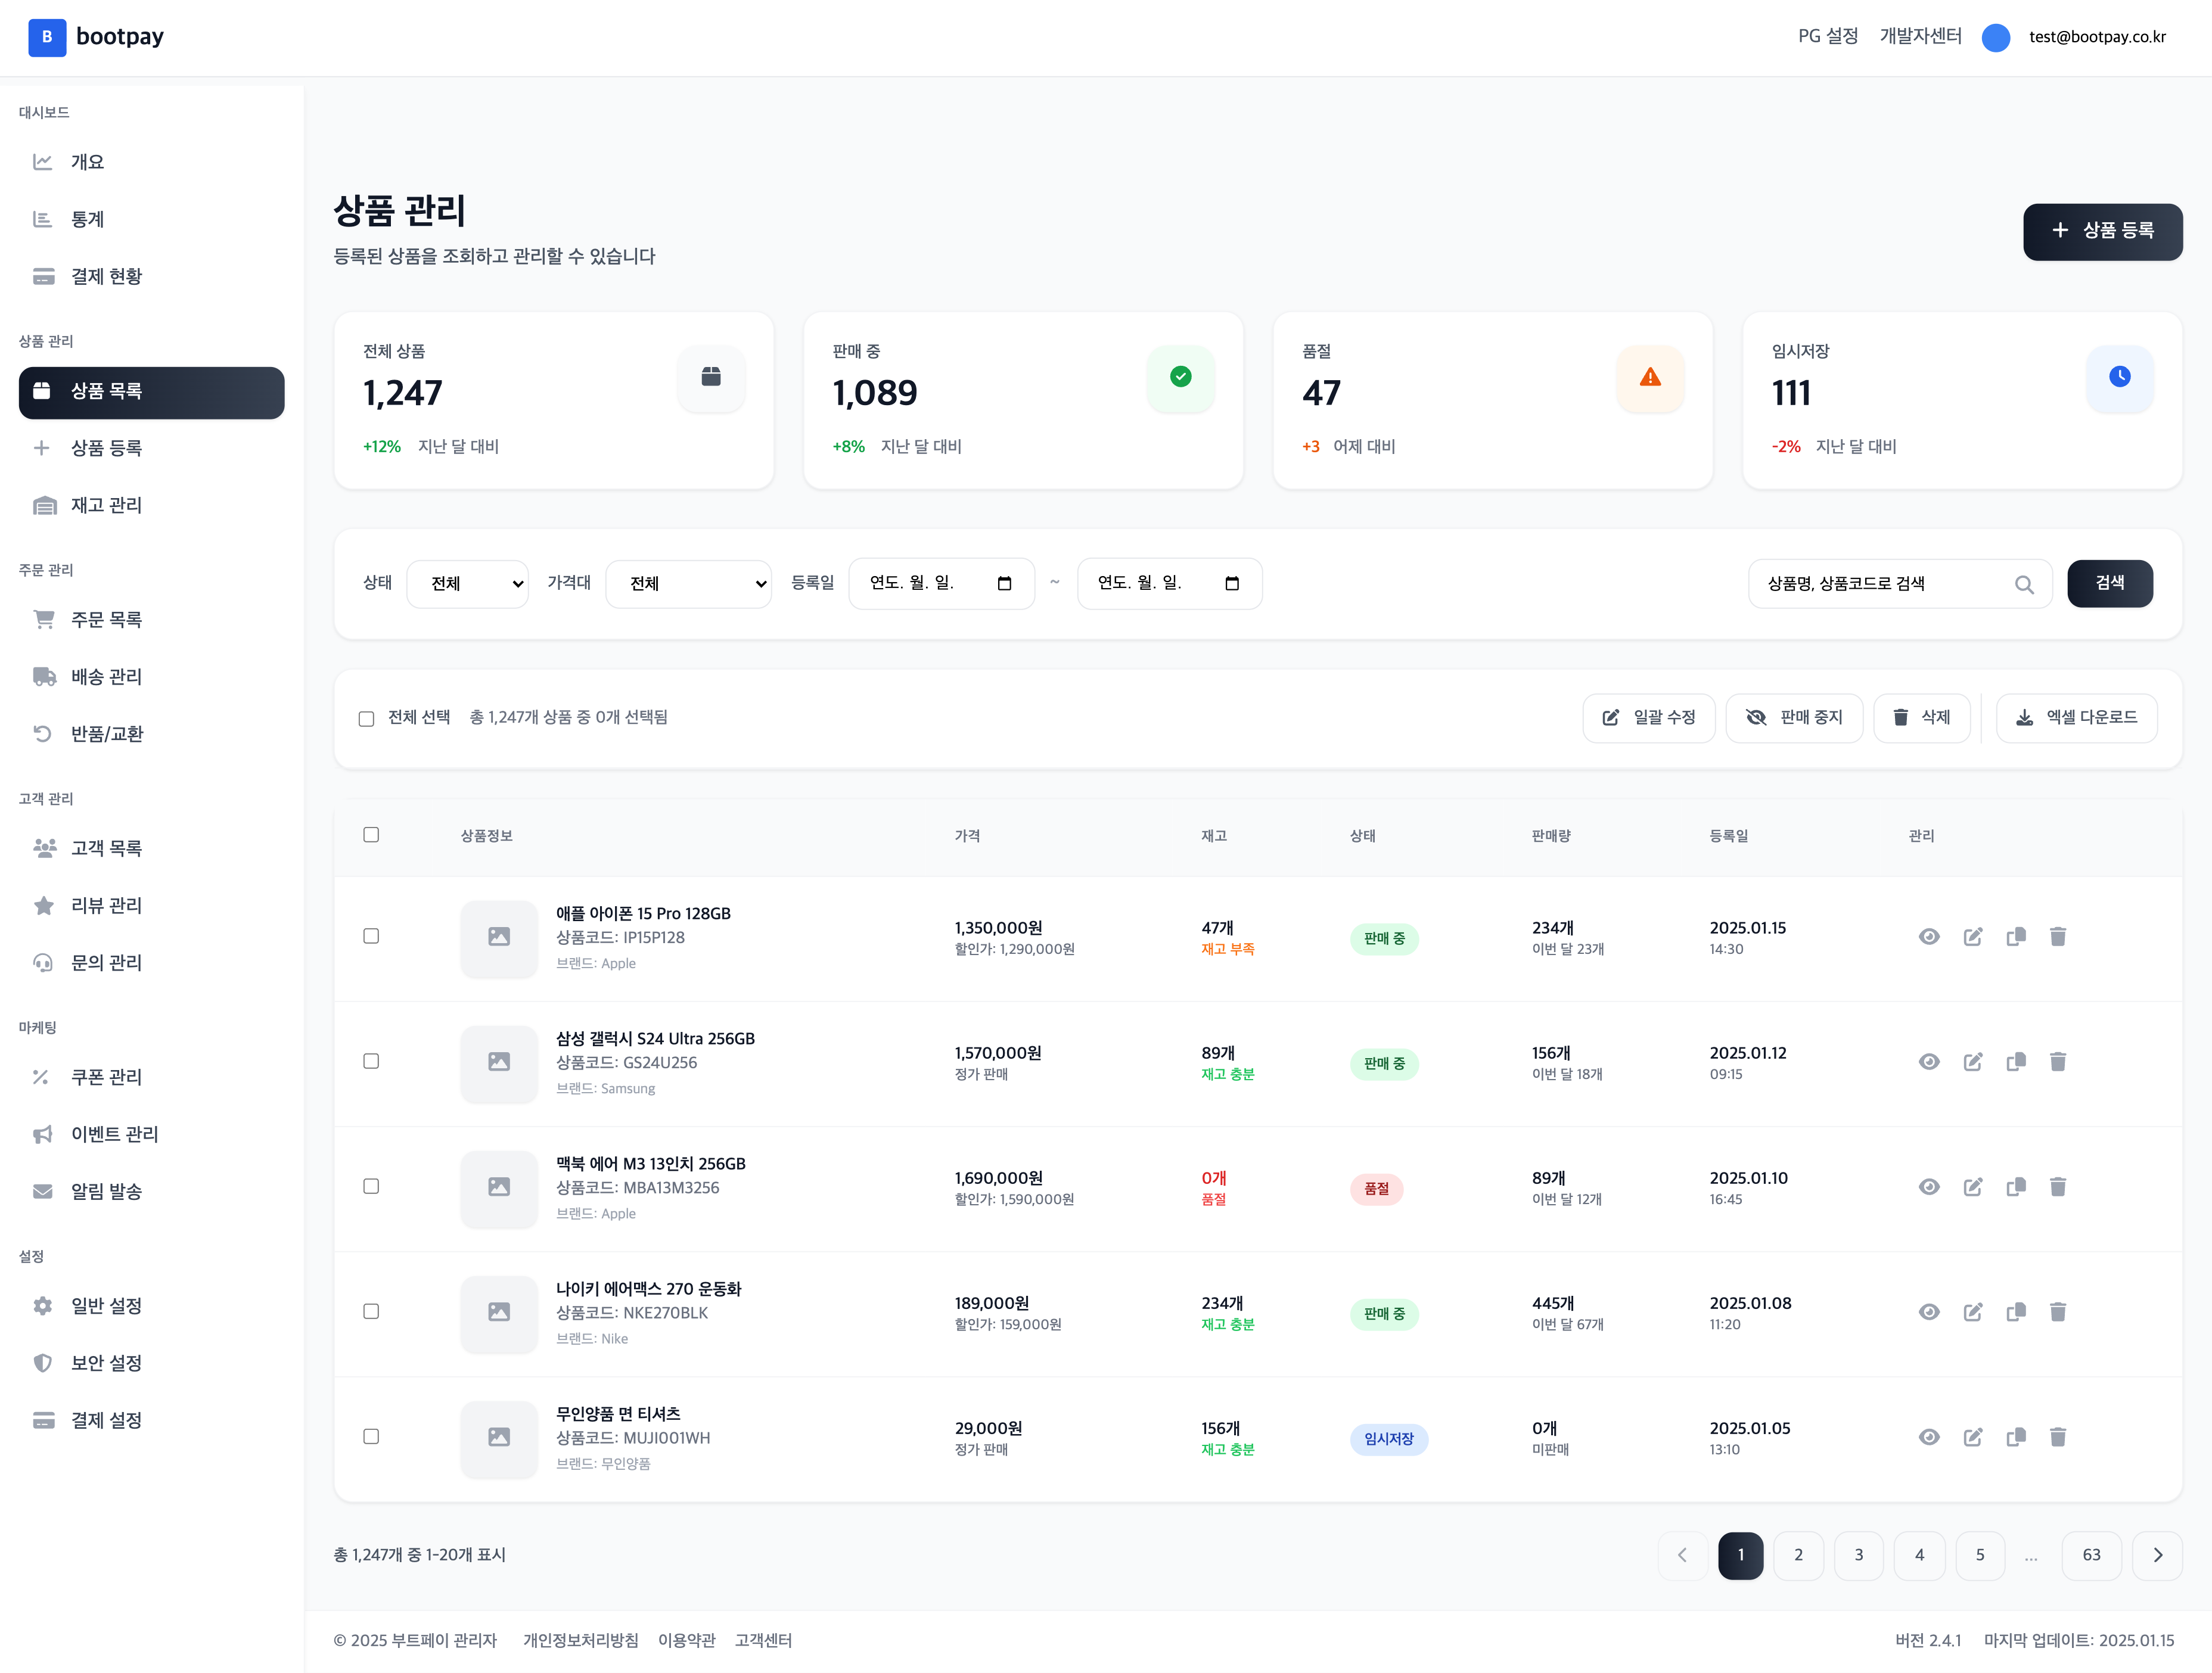 B bootpay
PG 설정 개발자센터 test@bootpay.co.kr
대시보드
개요
통계
결제 현황
상품 관리
상품 목록
상품 등록
재고 관리
주문 관리
주문 목록
배송 관리
반품/교환
고객 관리
고객 목록
리뷰 관리
문의 관리
마케팅
쿠폰 관리
이벤트 관리
알림 발송
설정
일반 설정
보안 설정
결제 설정
상품 관리
등록된 상품을 조회하고 관리할 수 있습니다
상품 등록
전체 상품
1,247
+12% 지난 달 대비
판매 중
1,089
+8% 지난 달 대비
품절
47
+3 어제 대비
임시저장
111
-2% 지난 달 대비
상태 전체 가격대 전체 등록일 연도. 월. 일. ~ 연도. 월. 일. 상품명, 상품코드로 검색 검색
전체 선택 총 1,247개 상품 중 0개 선택됨 일괄 수정 판매 중지 삭제 엑셀 다운로드
상품정보 가격 재고 상태 판매량 등록일 관리
애플 아이폰 15 Pro 128GB
상품코드: IP15P128
브랜드: Apple
1,350,000원
할인가: 1,290,000원
47개
재고 부족
판매 중
234개
이번 달 23개
2025.01.15
14:30
삼성 갤럭시 S24 Ultra 256GB
상품코드: GS24U256
브랜드: Samsung
1,570,000원
정가 판매
89개
재고 충분
판매 중
156개
이번 달 18개
2025.01.12
09:15
맥북 에어 M3 13인치 256GB
상품코드: MBA13M3256
브랜드: Apple
1,690,000원
할인가: 1,590,000원
0개
품절
품절
89개
이번 달 12개
2025.01.10
16:45
나이키 에어맥스 270 운동화
상품코드: NKE270BLK
브랜드: Nike
189,000원
할인가: 159,000원
234개
재고 충분
판매 중
445개
이번 달 67개
2025.01.08
11:20
무인양품 면 티셔츠
상품코드: MUJI001WH
브랜드: 무인양품
29,000원
정가 판매
156개
재고 충분
임시저장
0개
미판매
2025.01.05
13:10
총 1,247개 중 1-20개 표시
1 2 3 4 5 ... 63
© 2025 부트페이 관리자 개인정보처리방침 이용약관 고객센터
버전 2.4.1 마지막 업데이트: 2025.01.15